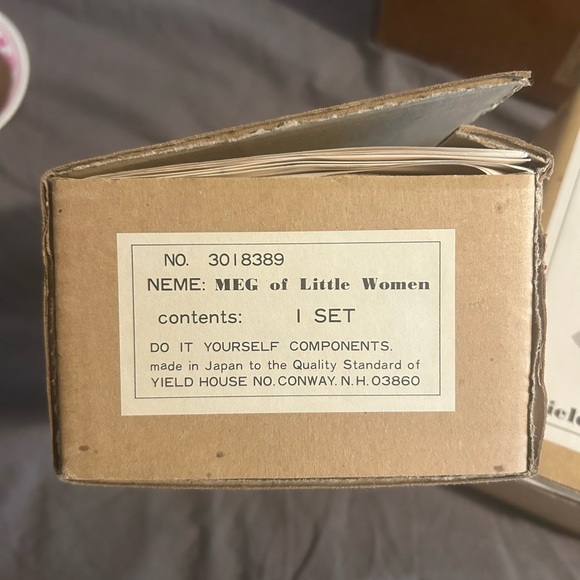 NO. 3018389
NEME: MEG of Little Women
contents: 1 SET
DO IT YOURSELF COMPONENTS.
made in Japan to the Quality Standard of
YIELD HOUSE NO. CONWAY. N.H. 03860